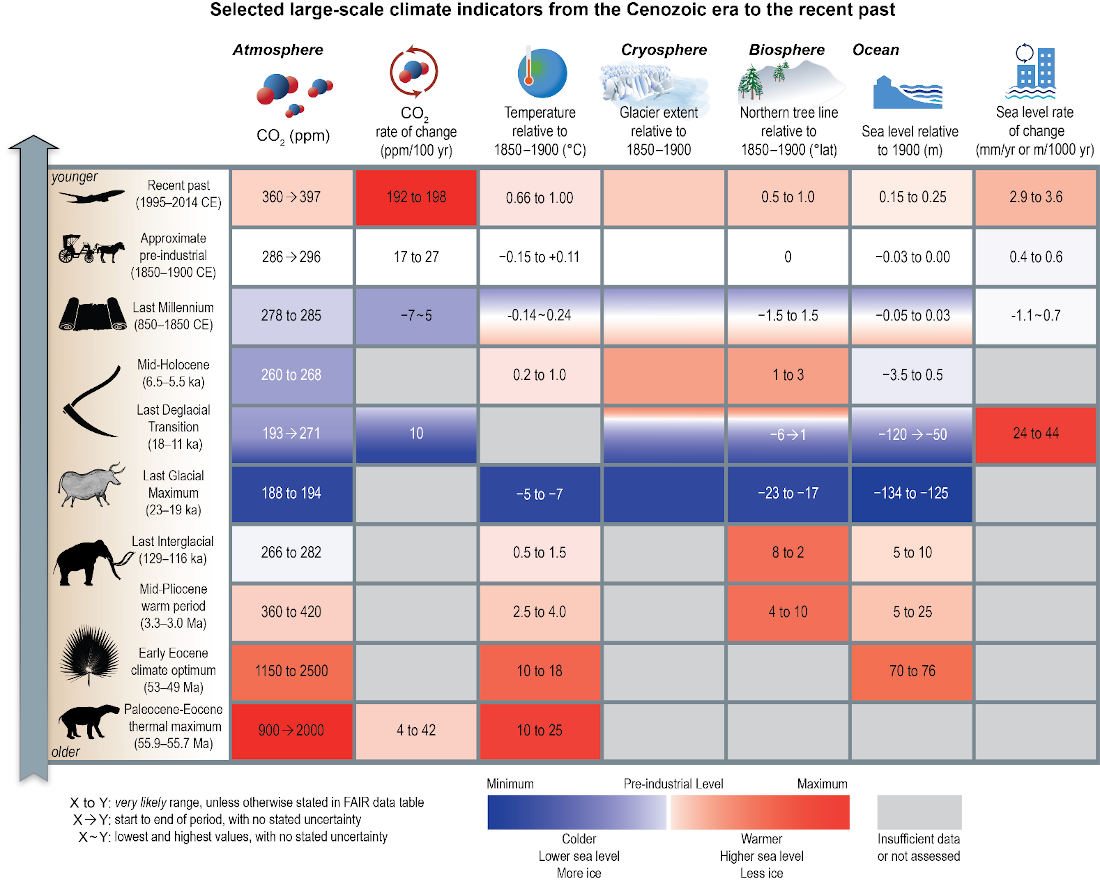 Selected large-scale climate indicators from the Cenozoic era to the recent past
Atmosphere
Cryosphere
Biosphere
Ocean
CO2 (ppm)
CO2
rate of change
(ppm/100 yr)
Temperature
relative to
1850–1900 (°C)
Glacier extent
relative to
1850–1900
Northern tree line
relative to
1850–1900 (°lat)
Sea level relative
to 1900 (m)
Sea level rate
of change
(mm/yr or m/1000 yr)
younger
Recent past
(1995–2014 CE)
360→397
192 to 198
0.66 to 1.00
0.5 to 1.0
0.15 to 0.25
2.9 to 3.6
Approximate
pre-industrial
(1850–1900 CE)
286→296
17 to 27
−0.15 to +0.11
0
−0.03 to 0.00
0.4 to 0.6
Last Millennium
(850–1850 CE)
278 to 285
−7~5
-0.14~0.24
−1.5 to 1.5
−0.05 to 0.03
-1.1~0.7
Mid-Holocene
(6.5–5.5 ka)
260 to 268
0.2 to 1.0
1 to 3
−3.5 to 0.5
Last Deglacial
Transition
(18–11 ka)
193→271
10
−6→1
−120→−50
24 to 44
Last Glacial
Maximum
(23–19 ka)
188 to 194
−5 to −7
−23 to −17
−134 to −125
Last Interglacial
(129–116 ka)
266 to 282
0.5 to 1.5
8 to 2
5 to 10
Mid-Pliocene
warm period
(3.3–3.0 Ma)
360 to 420
2.5 to 4.0
4 to 10
5 to 25
Early Eocene
climate optimum
(53–49 Ma)
1150 to 2500
10 to 18
70 to 76
Paleocene-Eocene
thermal maximum
(55.9–55.7 Ma)
900→2000
4 to 42
10 to 25
older
X to Y: very likely range, unless otherwise stated in FAIR data table
X→Y: start to end of period, with no stated uncertainty
X~Y: lowest and highest values, with no stated uncertainty
Minimum
Pre-industrial Level
Maximum
Colder
Lower sea level
More ice
Warmer
Higher sea level
Less ice
Insufficient data
or not assessed